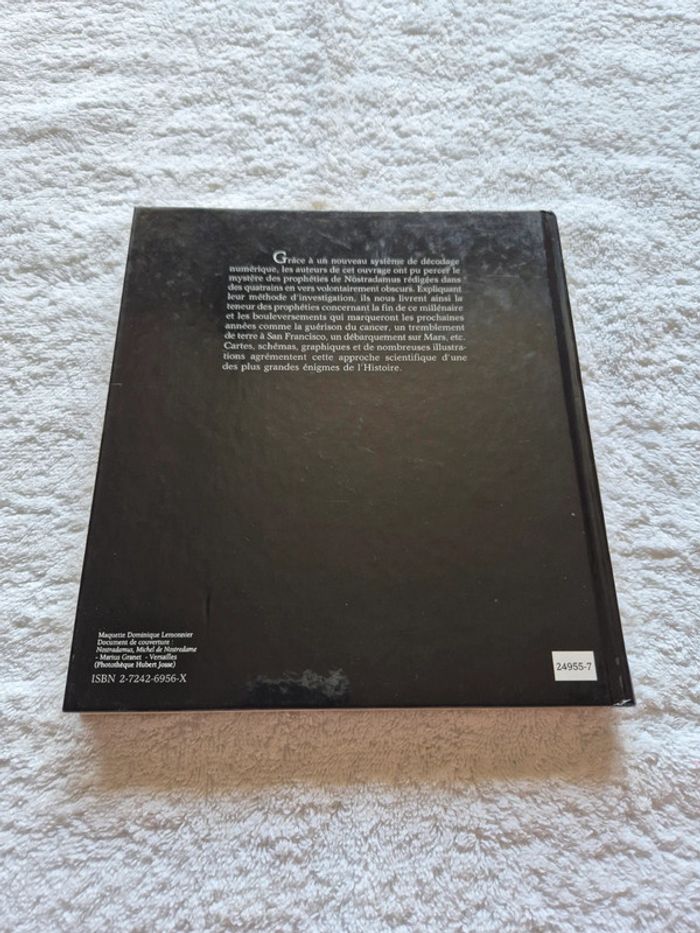 Grâce à un nouveau système de décodage
numérique, les auteurs de cet ouvrage ont pu percer le
mystère des prophéties de Nostradamus rédigées dans
des quatrains en vers volontairement obscurs. Expliquant
leur méthode d'investigation, ils nous livrent ainsi la
teneur des prophéties concernant la fin de ce millénaire
et les bouleversements qui marqueront les prochaines
années comme la guérison du cancer, un tremblement
de terre à San Francisco, un débarquement sur Mars, etc.
Cartes, schémas, graphiques et de nombreuses illustra-
tions agrémentent cette approche scientifique d'une
des plus grandes énigmes de l'Histoire.
Maquette Dominique Lemonnier
Document de couverture :
Nostradamus, Michel de Nostredame
- Marius Granet - Versailles
(Photothèque Hubert Josse)
ISBN 2-7242-6956-X
24955-7